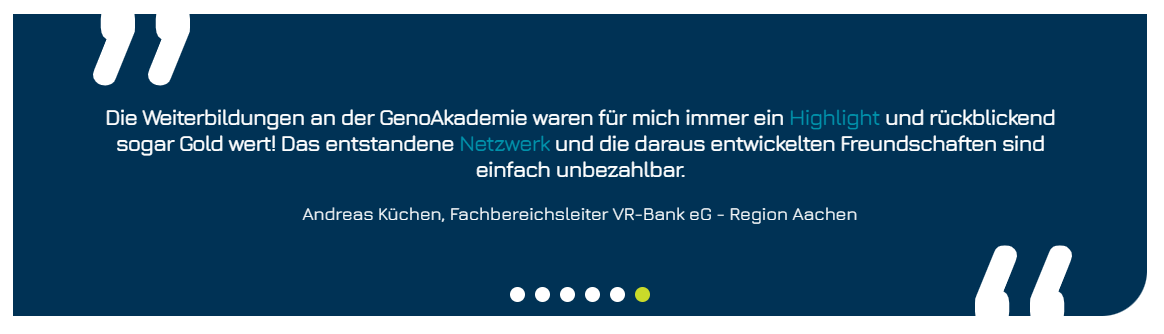 Die Weiterbildungen an der GenoAkademie waren für mich immer ein Highlight und rückblickend
sogar Gold wert! Das entstandene Netzwerk und die daraus entwickelten Freundschaften sind
einfach unbezahlbar.
Andreas Küchen, Fachbereichsleiter VR-Bank eG - Region Aachen